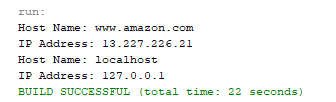 run:
Host Name: www.amazon.com
IP Address: 13.227.226.21
Host Name: localhost
IP Address: 127.0.0.1
BUILD SUCCESSFUL (total time: 22 seconds)